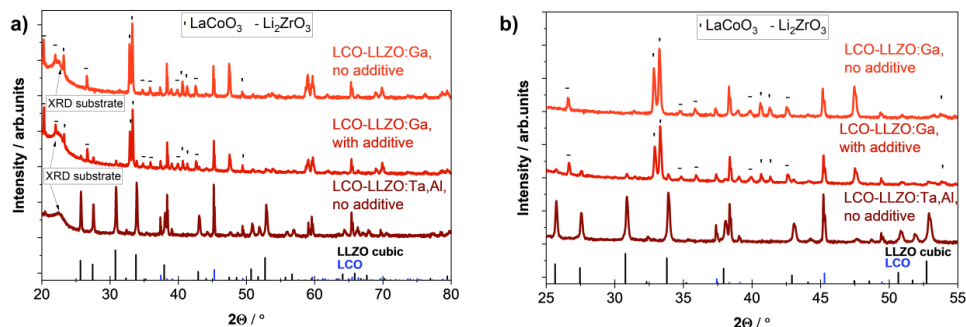 a)
LaCoO₃ - Li₂ZrO₃
LCO-LLZO:Ga,
no additive
XRD substrate
LCO-LLZO:Ga,
with additive
XRD substrate
LCO-LLZO:Ta,Al,
no additive
LLZO cubic
LCO
Intensity / arb.units
20 30 40 50 60 70 80
2Θ / °
b)
LaCoO₃ - Li₂ZrO₃
LCO-LLZO:Ga,
no additive
LCO-LLZO:Ga,
with additive
LCO-LLZO:Ta,Al,
no additive
LLZO cubic
LCO
Intensity / arb.units
25 30 35 40 45 50 55
2Θ / °